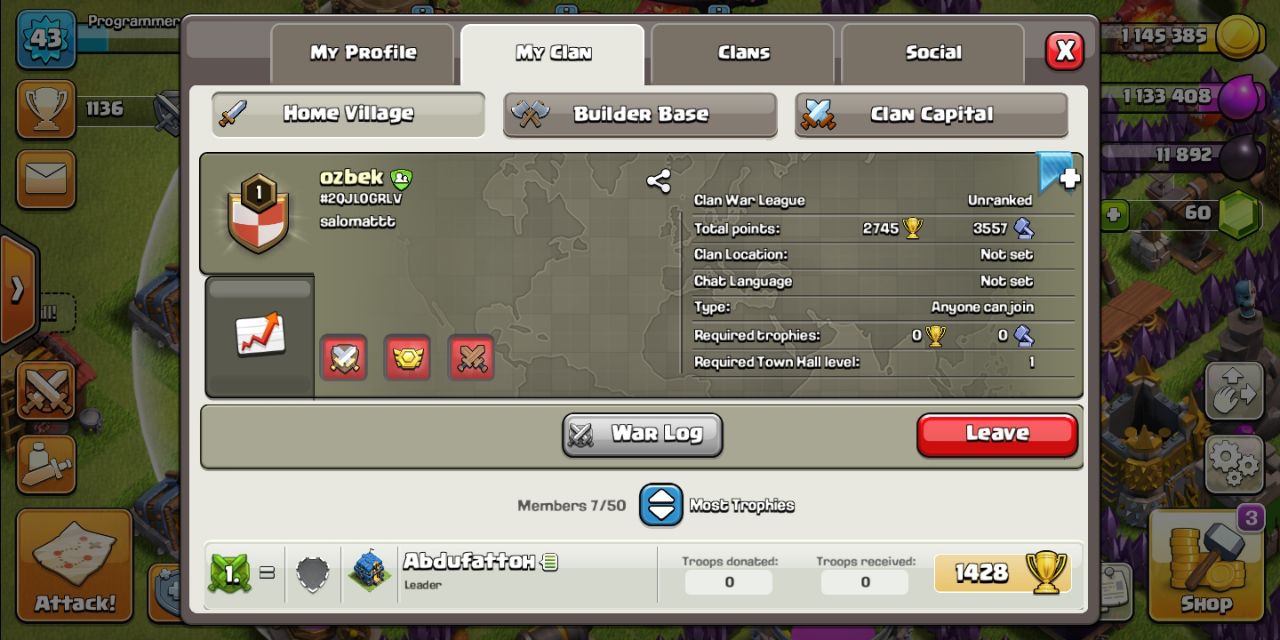 43
Programmer
My Profile
My Clan
Clans
Social
X
1 145 385
1136
Home Village
Builder Base
Clan Capital
1 133 408
11 892
60
1
ozbek
#2QJL0GRLV
salomattt
Clan War League Unranked
Total points: 2745 3557
Clan Location: Not set
Chat Language Not set
Type: Anyone can join
Required trophies: 0 0
Required Town Hall level: 1
War Log
Leave
Members 7/50
Most Trophies
1.
Abdufattoh
Leader
Troops donated:
0
Troops received:
0
1428
Attack!
3
Shop